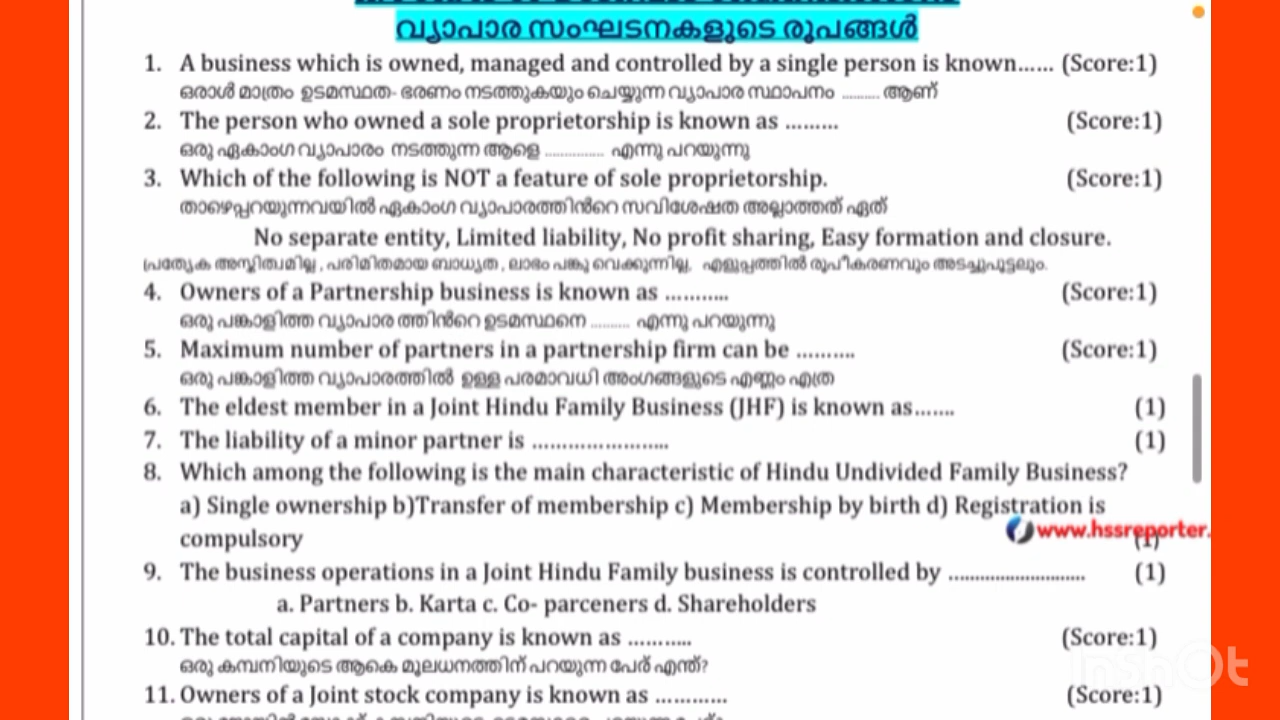 വ്യാപാര സംഘടനകളുടെ രൂപങ്ങൾ
1. A business which is owned, managed and controlled by a single person is known...... (Score:1)
ഒരാൾ മാത്രം ഉടമസ്ഥത- ഭരണം നടത്തുകയും ചെയ്യുന്ന വ്യാപാര സ്ഥാപനം ......... ആണ്
2. The person who owned a sole proprietorship is known as ......... (Score:1)
ഒരു ഏകാംഗ വ്യാപാരം നടത്തുന്ന ആളെ .............. എന്നു പറയുന്നു
3. Which of the following is NOT a feature of sole proprietorship. (Score:1)
താഴെപ്പറയുന്നവയിൽ ഏകാംഗ വ്യാപാരത്തിൻറെ സവിശേഷത അല്ലാത്തത് ഏത്
No separate entity, Limited liability, No profit sharing, Easy formation and closure.
പ്രത്യേക അസ്തിത്വമില്ല , പരിമിതമായ ബാധ്യത , ലാഭം പങ്കു വെക്കുന്നില്ല, എളുപ്പത്തിൽ രൂപീകരണവും അടച്ചുപൂട്ടലും.
4. Owners of a Partnership business is known as ........... (Score:1)
ഒരു പങ്കാളിത്ത വ്യാപാര ത്തിൻറെ ഉടമസ്ഥനെ ......... എന്നു പറയുന്നു
5. Maximum number of partners in a partnership firm can be .......... (Score:1)
ഒരു പങ്കാളിത്ത വ്യാപാരത്തിൽ ഉള്ള പരമാവധി അംഗങ്ങളുടെ എണ്ണം എത്ര
6. The eldest member in a Joint Hindu Family Business (JHF) is known as....... (1)
7. The liability of a minor partner is ....................... (1)
8. Which among the following is the main characteristic of Hindu Undivided Family Business?
a) Single ownership b)Transfer of membership c) Membership by birth d) Registration is
www.hssreporter.
compulsory (1)
9. The business operations in a Joint Hindu Family business is controlled by ........................... (1)
a. Partners b. Karta c. Co- parceners d. Shareholders
10. The total capital of a company is known as ........... (Score:1)
ഒരു കമ്പനിയുടെ ആകെ മൂലധനത്തിന് പറയുന്ന പേര് എന്ത്?
InShOt
11. Owners of a Joint stock company is known as ............ (Score:1)